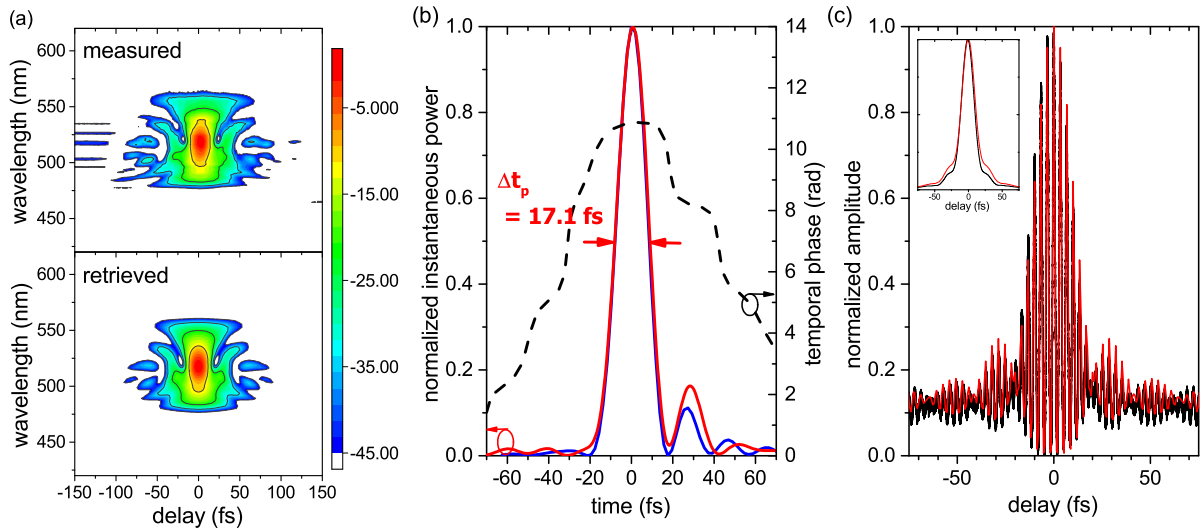 (a)
measured
wavelength (nm)
600
550
500
450
retrieved
wavelength (nm)
600
550
500
450
-150 -100 -50 0 50 100 150
delay (fs)
-5.000
-15.00
-25.00
-35.00
-45.00
(b)
normalized instantaneous power
1.0
0.8
0.6
0.4
0.2
0.0
Δtp
= 17.1 fs
-60 -40 -20 0 20 40 60
time (fs)
14
12
10
8
6
4
2
0
temporal phase (rad)
(c)
normalized amplitude
1.0
0.8
0.6
0.4
0.2
0.0
-50 0 50
delay (fs)
-50 0 50
delay (fs)